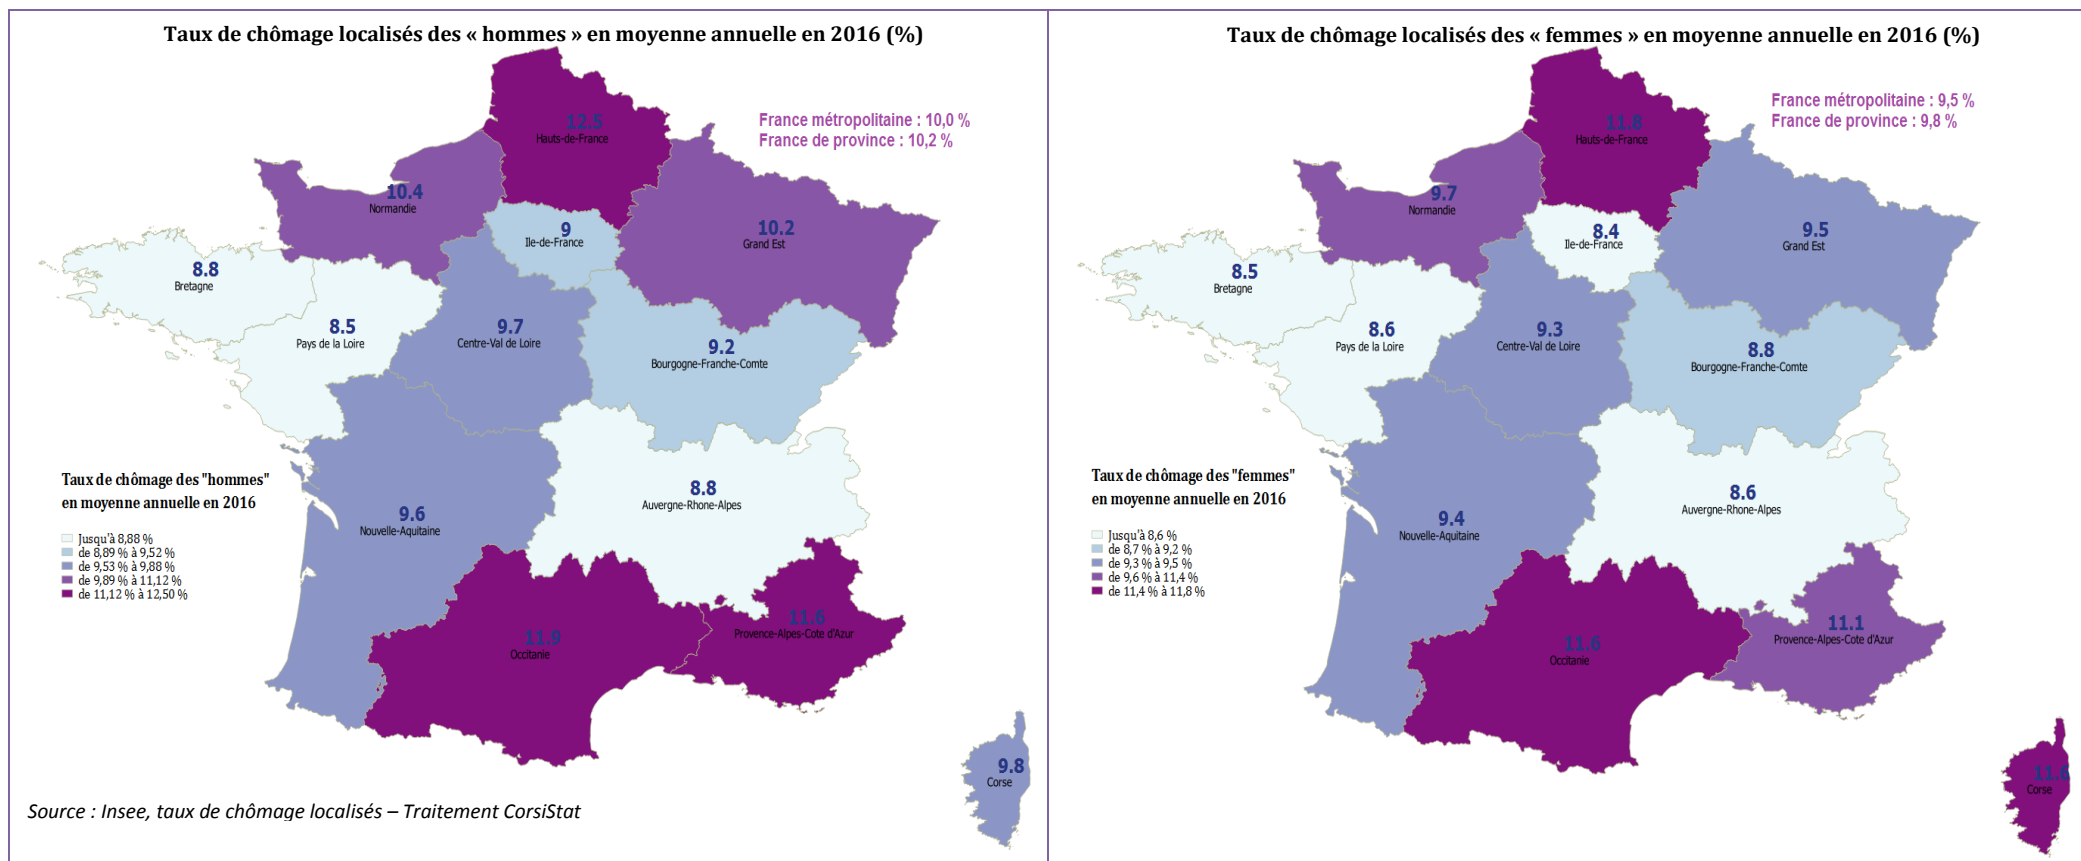 Taux de chômage localisés des « hommes » en moyenne annuelle en 2016 (%)
France métropolitaine : 10,0 %
France de province : 10,2 %
12.5
Hauts-de-France
10.4
Normandie
9
Ile-de-France
10.2
Grand Est
8.8
Bretagne
8.5
Pays de la Loire
9.7
Centre-Val de Loire
9.2
Bourgogne-Franche-Comte
8.8
Auvergne-Rhone-Alpes
9.6
Nouvelle-Aquitaine
11.9
Occitanie
11.6
Provence-Alpes-Cote d'Azur
9.8
Corse
Taux de chômage des "hommes"
en moyenne annuelle en 2016
Jusqu'à 8,88 %
de 8,89 % à 9,52 %
de 9,53 % à 9,88 %
de 9,89 % à 11,12 %
de 11,12 % à 12,50 %
Source : Insee, taux de chômage localisés – Traitement CorsiStat
Taux de chômage localisés des « femmes » en moyenne annuelle en 2016 (%)
France métropolitaine : 9,5 %
France de province : 9,8 %
11.8
Hauts-de-France
9.7
Normandie
8.4
Ile-de-France
9.5
Grand Est
8.5
Bretagne
8.6
Pays de la Loire
9.3
Centre-Val de Loire
8.8
Bourgogne-Franche-Comte
8.6
Auvergne-Rhone-Alpes
9.4
Nouvelle-Aquitaine
11.6
Occitanie
11.1
Provence-Alpes-Cote d'Azur
11.6
Corse
Taux de chômage des "femmes"
en moyenne annuelle en 2016
Jusqu'à 8,6 %
de 8,7 % à 9,2 %
de 9,3 % à 9,5 %
de 9,6 % à 11,4 %
de 11,4 % à 11,8 %